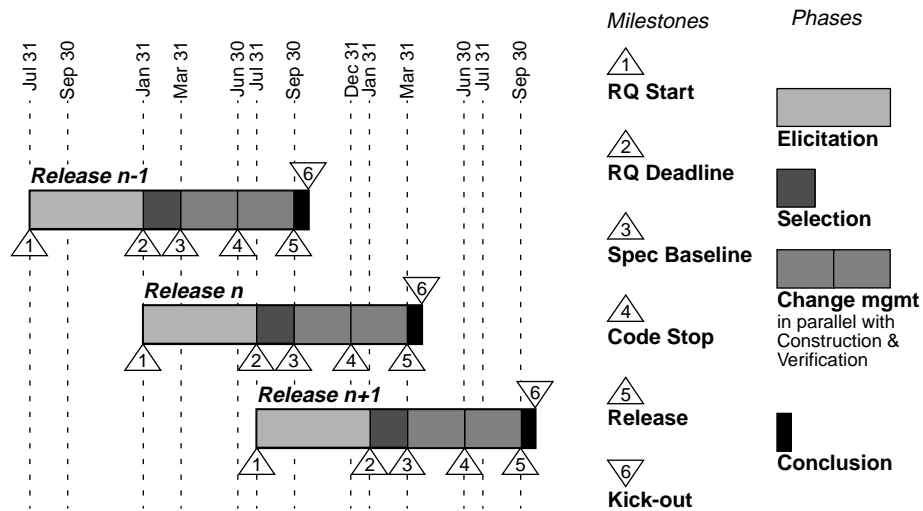 Milestones
Phases
Jul 31
Sep 30
Jan 31
Mar 31
Jun 30
Jul 31
Sep 30
Dec 31
Jan 31
Mar 31
Jun 30
Jul 31
Sep 30
Release n-1
6
1
2
3
4
5
Release n
6
1
2
3
4
5
Release n+1
6
1
2
3
4
5
1
RQ Start
2
RQ Deadline
3
Spec Baseline
4
Code Stop
5
Release
6
Kick-out
Elicitation
Selection
Change mgmt
in parallel with
Construction &
Verification
Conclusion